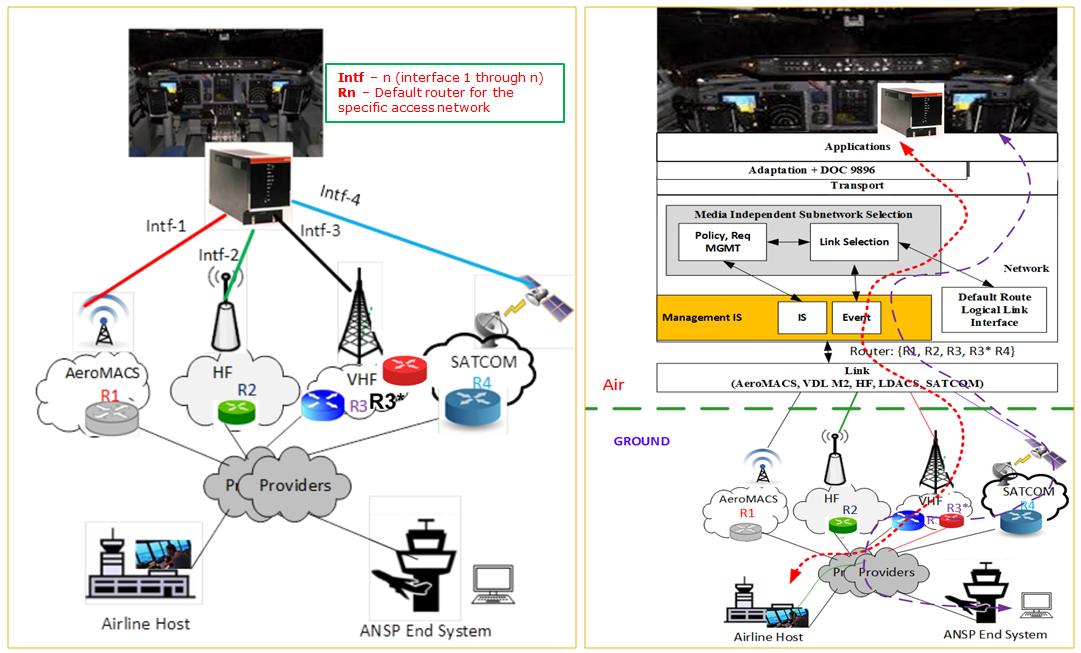 Intf – n (interface 1 through n)
Rn – Default router for the
specific access network
Intf-4
Intf-1
Intf-3
Intf-2
AeroMACS
R1
HF
R2
VHF
R3
R3*
SATCOM
R4
Providers
Airline Host
ANSP End System
Applications
Adaptation + DOC 9896
Transport
Media Independent Subnetwork Selection
Policy, Req
MGMT
Link Selection
Network
Default Route
Logical Link
Interface
Management IS
IS
Event
Router: {R1, R2, R3, R3* R4}
Link
(AeroMACS, VDL M2, HF, LDACS, SATCOM)
Air
GROUND
AeroMACS
R1
HF
R2
VHF
R3*
SATCOM
R4
Providers
Airline Host
ANSP End System